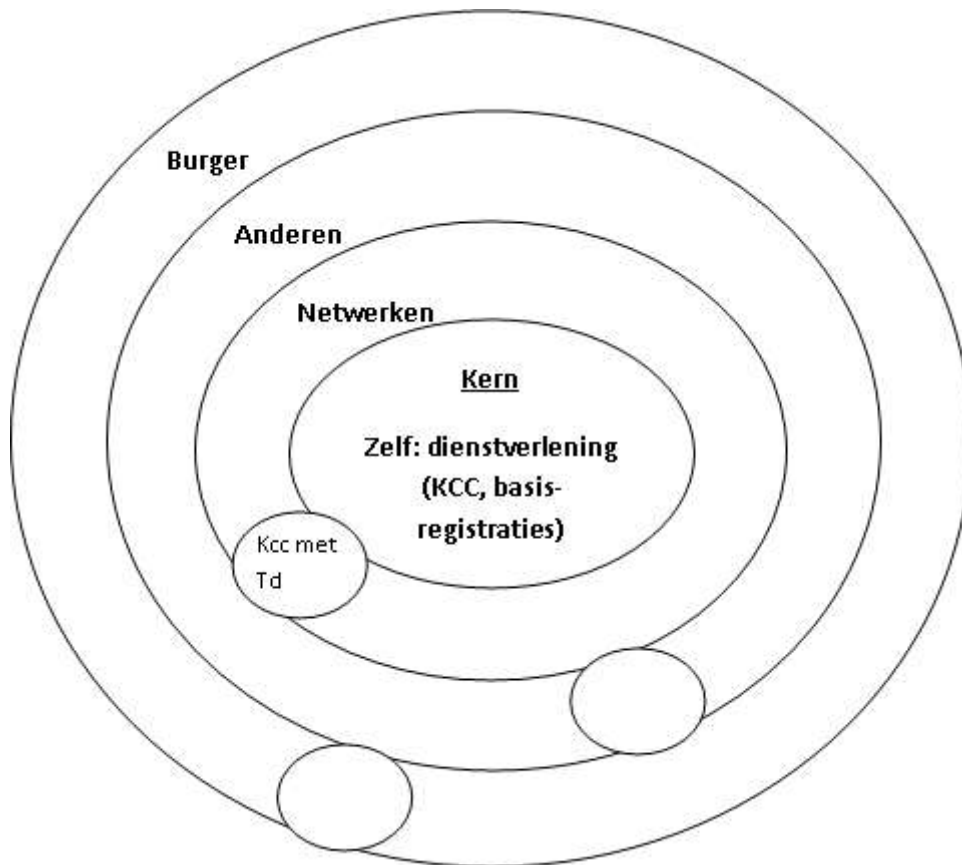 Burger
Anderen
Netwerken
Kern
Zelf: dienstverlening
(KCC, basis-
registraties)
Kcc met
Td